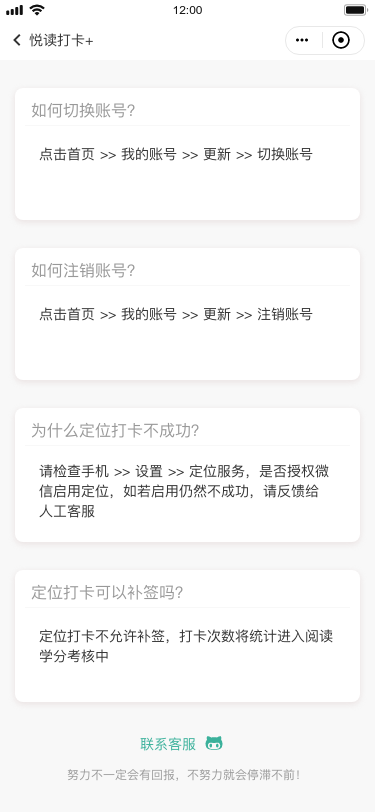 12:00
悦读打卡+
如何切换账号?
点击首页 >> 我的账号 >> 更新 >> 切换账号
如何注销账号?
点击首页 >> 我的账号 >> 更新 >> 注销账号
为什么定位打卡不成功?
请检查手机 >> 设置 >> 定位服务，是否授权微
信启用定位，如若启用仍然不成功，请反馈给
人工客服
定位打卡可以补签吗?
定位打卡不允许补签，打卡次数将统计进入阅读
学分考核中
联系客服
努力不一定会有回报，不努力就会停滞不前！